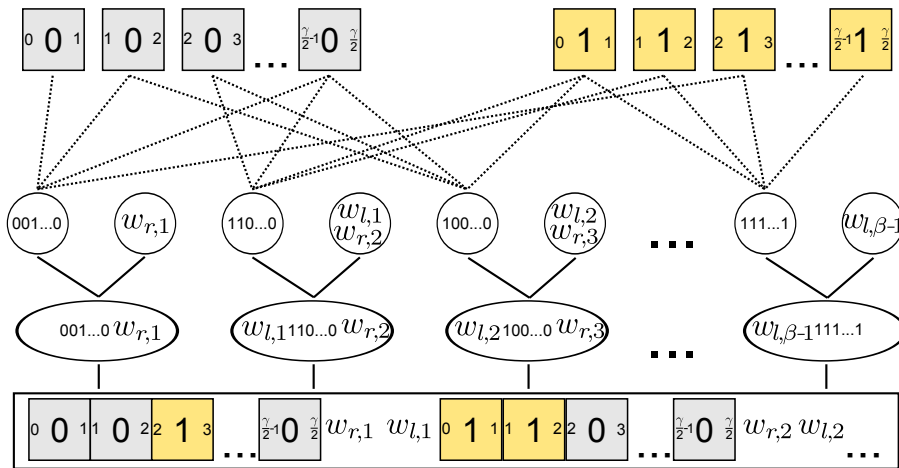 0 0 1 1 0 2 2 0 3 ... γ/2-1 0 γ/2 0 1 1 1 1 2 2 1 3 ... γ/2-1 1 γ/2
001...0 w_{r,1} 110...0 w_{l,1} w_{r,2} 100...0 w_{l,2} w_{r,3} ... 111...1 w_{l,β-1}
001...0 w_{r,1} w_{l,1} 110...0 w_{r,2} w_{l,2} 100...0 w_{r,3} ... w_{l,β-1} 111...1
0 0 1 1 0 2 2 1 3 ... γ/2-1 0 γ/2 w_{r,1} w_{l,1} 0 1 1 1 1 2 2 0 3 ... γ/2-1 0 γ/2 w_{r,2} w_{l,2} ...